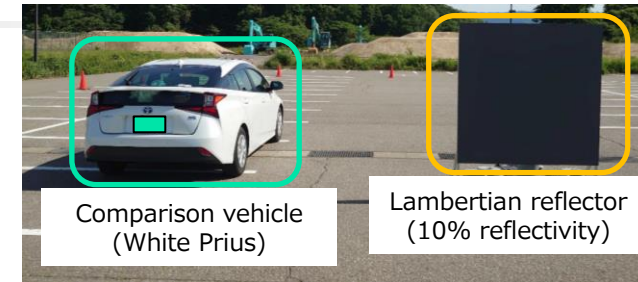 Comparison vehicle
(White Prius)
Lambertian reflector
(10% reflectivity)